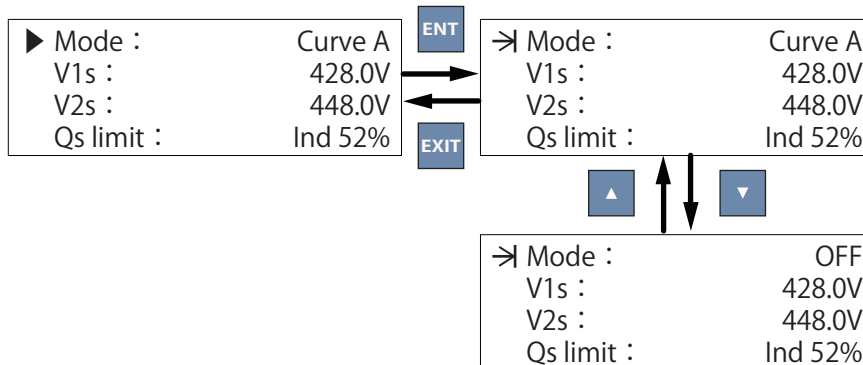 ▶ Mode： Curve A
V1s： 428.0V
V2s： 448.0V
Qs limit： Ind 52%
ENT
EXIT
Mode： Curve A
V1s： 428.0V
V2s： 448.0V
Qs limit： Ind 52%
▲ ▼
Mode： OFF
V1s： 428.0V
V2s： 448.0V
Qs limit： Ind 52%